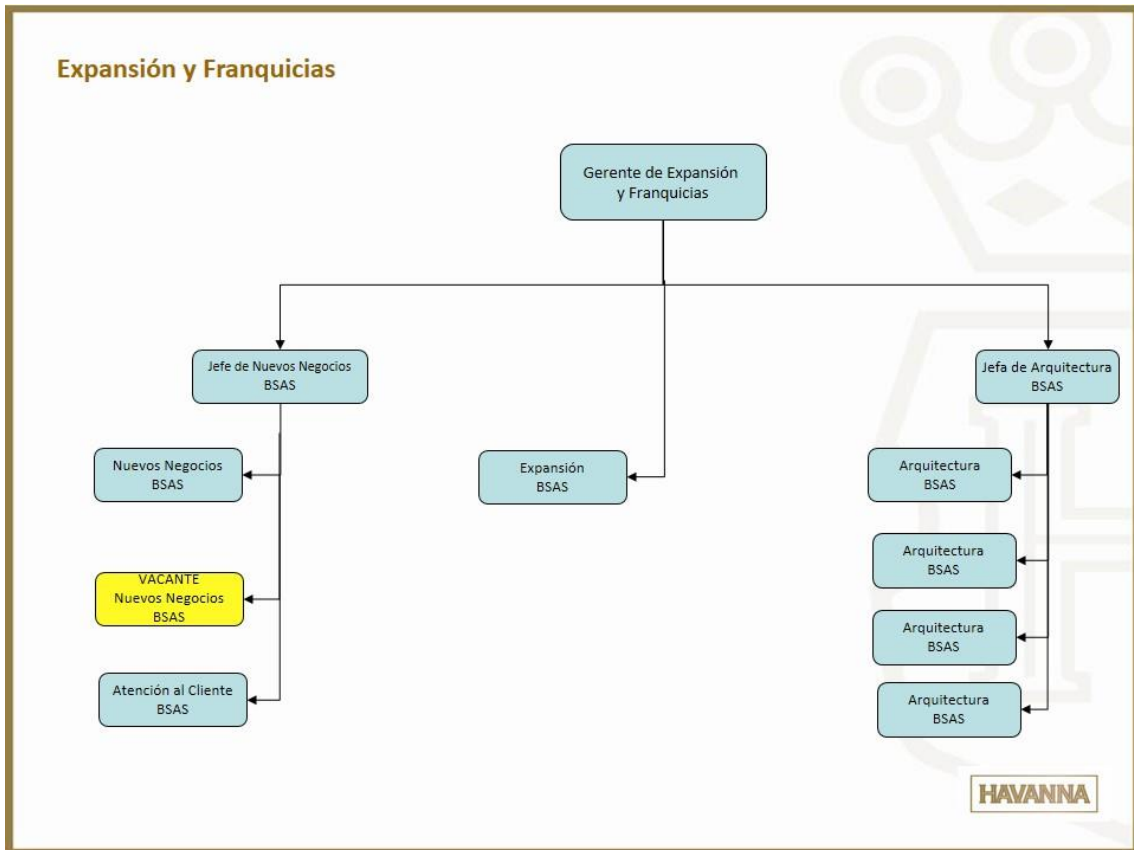 Expansión y Franquicias
Gerente de Expansión
y Franquicias
Jefe de Nuevos Negocios
BSAS
Jefa de Arquitectura
BSAS
Nuevos Negocios
BSAS
Expansión
BSAS
Arquitectura
BSAS
VACANTE
Nuevos Negocios
BSAS
Arquitectura
BSAS
Arquitectura
BSAS
Atención al Cliente
BSAS
Arquitectura
BSAS
HAVANNA